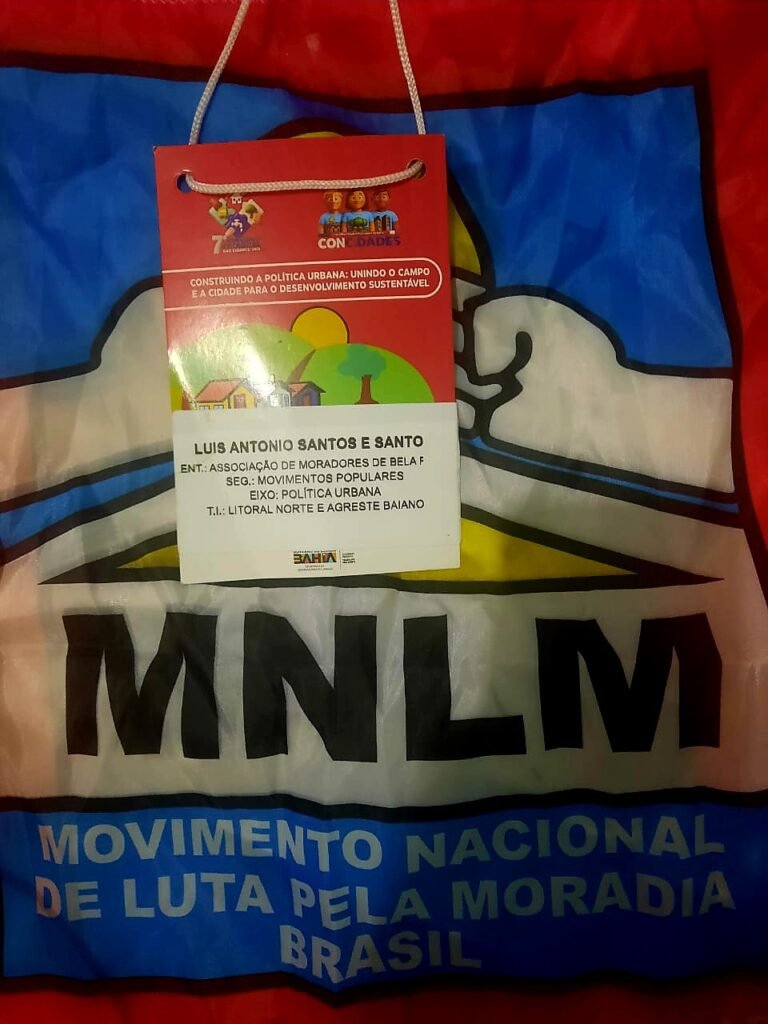 7ª
CONCIDADES
CONSTRUINDO A POLÍTICA URBANA: UNINDO O CAMPO
E A CIDADE PARA O DESENVOLVIMENTO SUSTENTÁVEL
LUIS ANTONIO SANTOS E SANTO
ENT.: ASSOCIAÇÃO DE MORADORES DE BELA F
SEG.: MOVIMENTOS POPULARES
EIXO: POLÍTICA URBANA
T.I.: LITORAL NORTE E AGRESTE BAIANO
BAHIA
MNLM
MOVIMENTO NACIONAL
DE LUTA PELA MORADIA
BRASIL